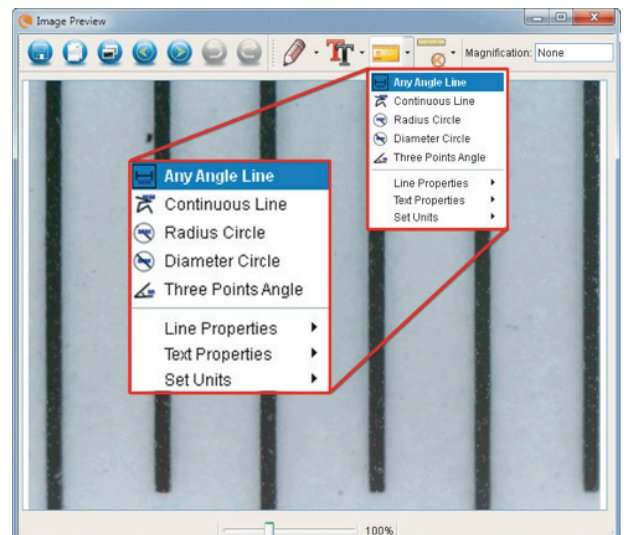 Image Preview
Magnification: None
Any Angle Line
Continuous Line
Radius Circle
Diameter Circle
Three Points Angle
Line Properties
Text Properties
Set Units
Any Angle Line
Continuous Line
Radius Circle
Diameter Circle
Three Points Angle
Line Properties
Text Properties
Set Units
100%